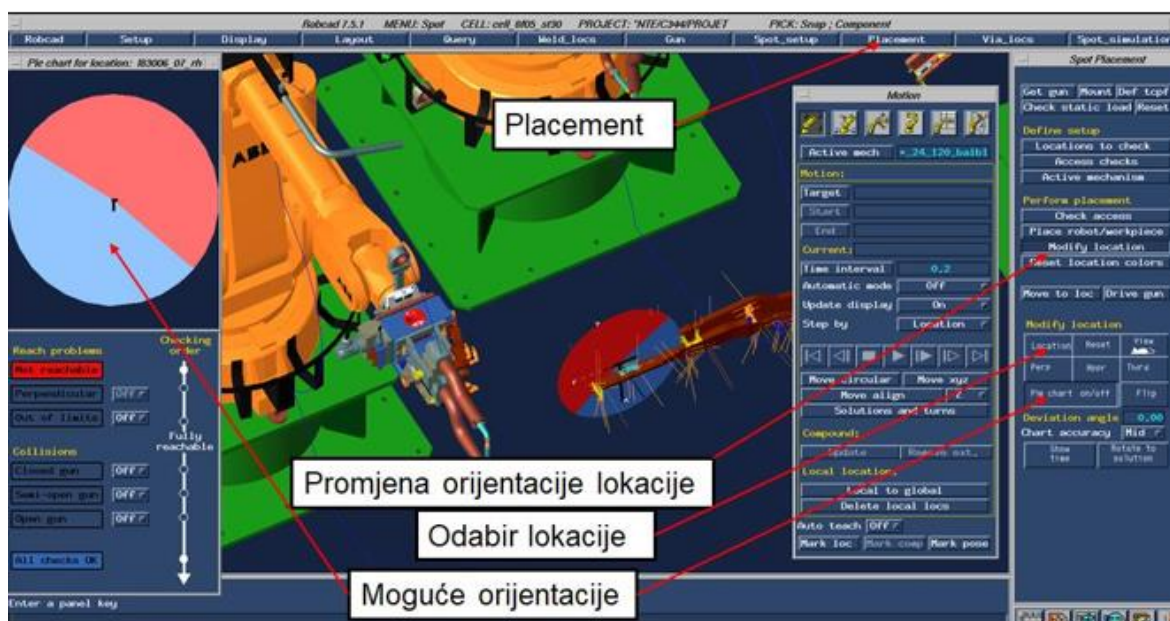 Robcad 7.5.1 MENU: Spot CELL: cell_8f05_st30 PROJECT: "NTE/C344/PROJET PICK: Snap ; Component
Robcad Setup Display Layout Query Weld_locs Gun Spot_setup Placement Via_locs Spot_simulation
Pie chart for location: 183006_07_rh
r
Reach problems
Checking order
Not reachable
Perpendicular Off
Out of limits Off
Fully reachable
Collisions
Closed gun Off
Semi-open gun Off
Open gun Off
All checks OK
Enter a panel key
ABB
Placement
Promjena orijentacije lokacije
Odabir lokacije
Moguće orijentacije
Motion
Active mech
Motion:
Target
Start
End
Current:
Time interval 0.2
Automatic mode Off
Update display On
Step by Location
Move circular Move xyz
Move align z
Solutions and turns
Compound:
Update
Local location:
Local to global
Delete local locs
Auto teach Off
Mark loc Mark comp Mark pose
Spot Placement
Get gun Mount Def tcpf
Check static load Reset
Define setup
Locations to check
Access checks
Active mechanism
Perform placement
Check access
Place robot/workpiece
Modify location
Reset location colors
Move to loc Drive gun
Modify location
Location Reset View
Perp
Pie chart on/off Flip
Deviation angle 0.00
Chart accuracy Mid
Show time Rotate to solution